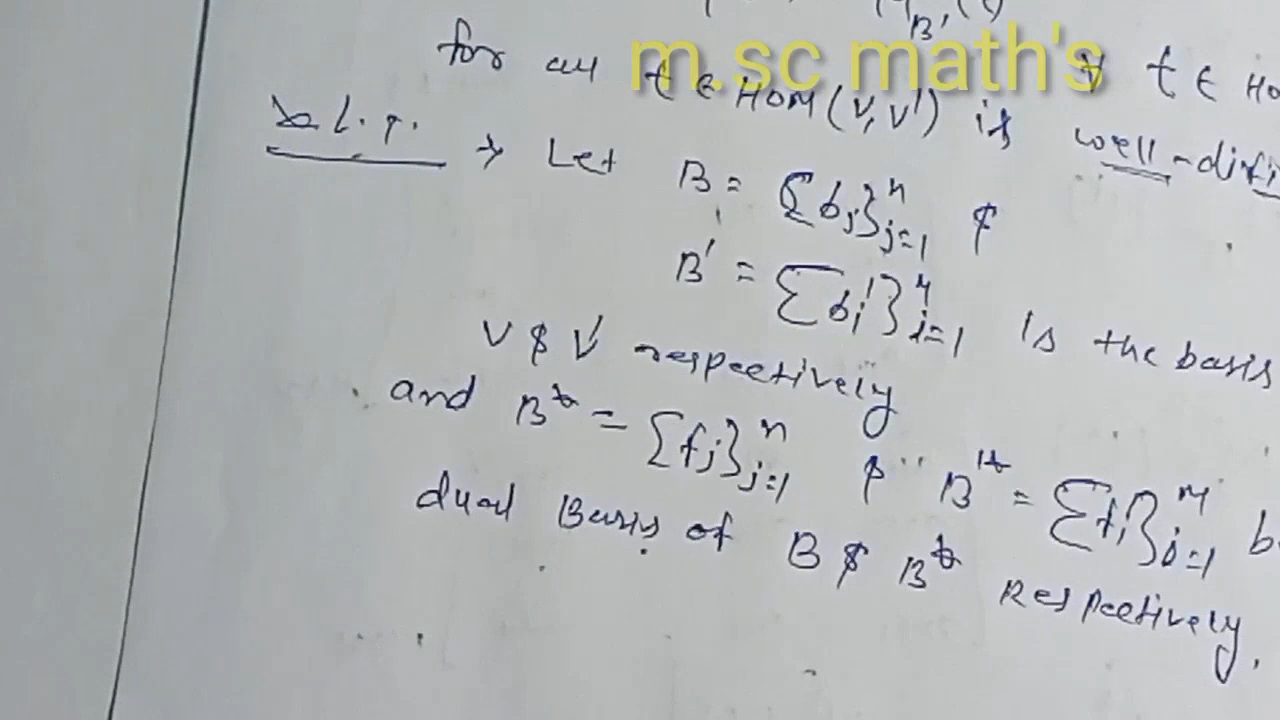 B'
m.sc math's
for all t ∈ HOM(V, V') is well-defi
∀ t ∈ Ho
→ Let B = {bj}ⁿj=1 &
B' = {bi'}ᵐi=1 is the basis
V & V' respectively
and B* = {fj}ⁿj=1 & B'* = {fi'}ᵐi=1 b
dual Basis of B & B* Respectively.